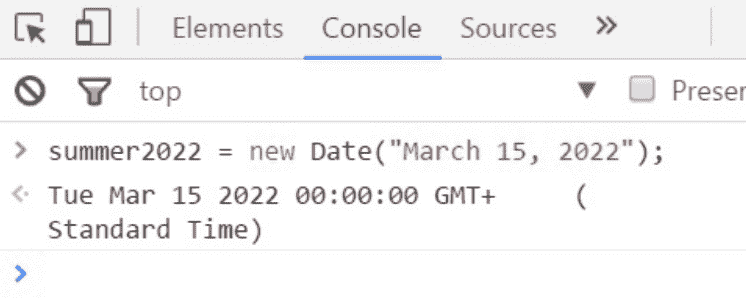 Elements Console Sources »
top ▼ Preser
> summer2022 = new Date("March 15, 2022");
<· Tue Mar 15 2022 00:00:00 GMT+ (
Standard Time)
>